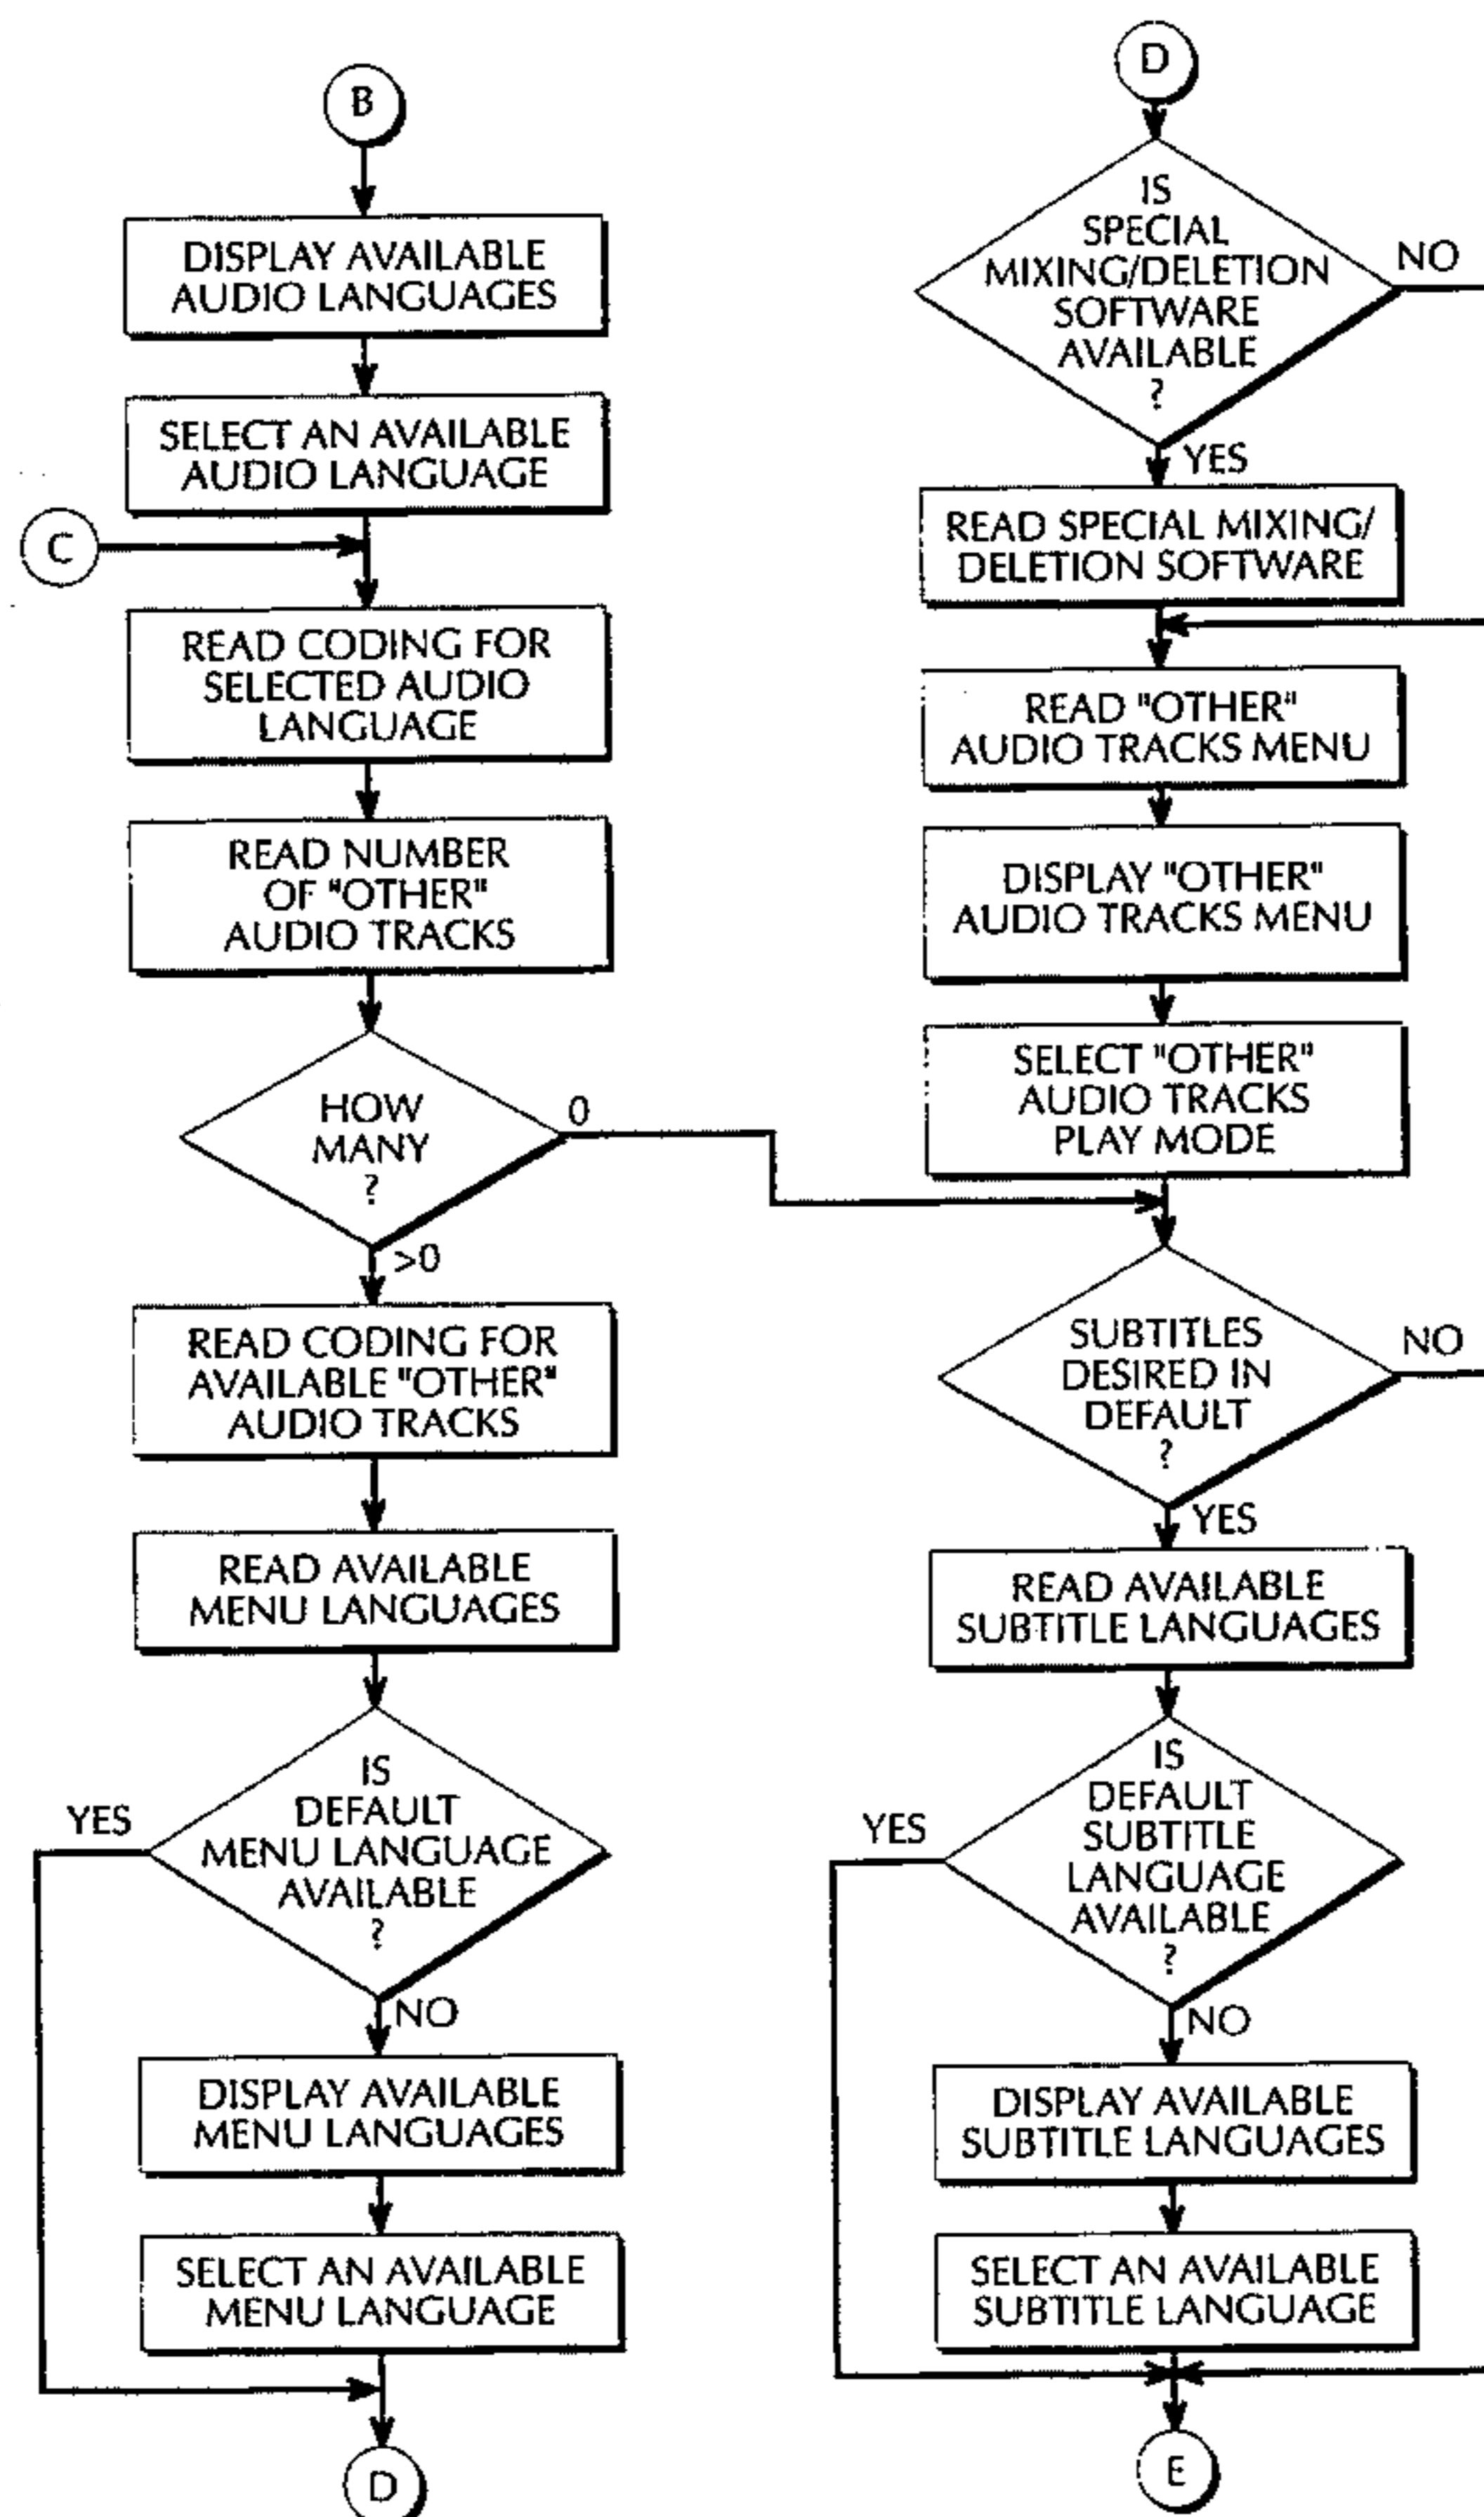 B
DISPLAY AVAILABLE
AUDIO LANGUAGES
SELECT AN AVAILABLE
AUDIO LANGUAGE
C
READ CODING FOR
SELECTED AUDIO
LANGUAGE
READ NUMBER
OF "OTHER"
AUDIO TRACKS
HOW
MANY
?
0
>0
READ CODING FOR
AVAILABLE "OTHER"
AUDIO TRACKS
READ AVAILABLE
MENU LANGUAGES
IS
DEFAULT
MENU LANGUAGE
AVAILABLE
?
YES
NO
DISPLAY AVAILABLE
MENU LANGUAGES
SELECT AN AVAILABLE
MENU LANGUAGE
D
D
IS
SPECIAL
MIXING/DELETION
SOFTWARE
AVAILABLE
?
NO
YES
READ SPECIAL MIXING/
DELETION SOFTWARE
READ "OTHER"
AUDIO TRACKS MENU
DISPLAY "OTHER"
AUDIO TRACKS MENU
SELECT "OTHER"
AUDIO TRACKS
PLAY MODE
SUBTITLES
DESIRED IN
DEFAULT
?
NO
YES
READ AVAILABLE
SUBTITLE LANGUAGES
IS
DEFAULT
SUBTITLE
LANGUAGE
AVAILABLE
?
YES
NO
DISPLAY AVAILABLE
SUBTITLE LANGUAGES
SELECT AN AVAILABLE
SUBTITLE LANGUAGE
E